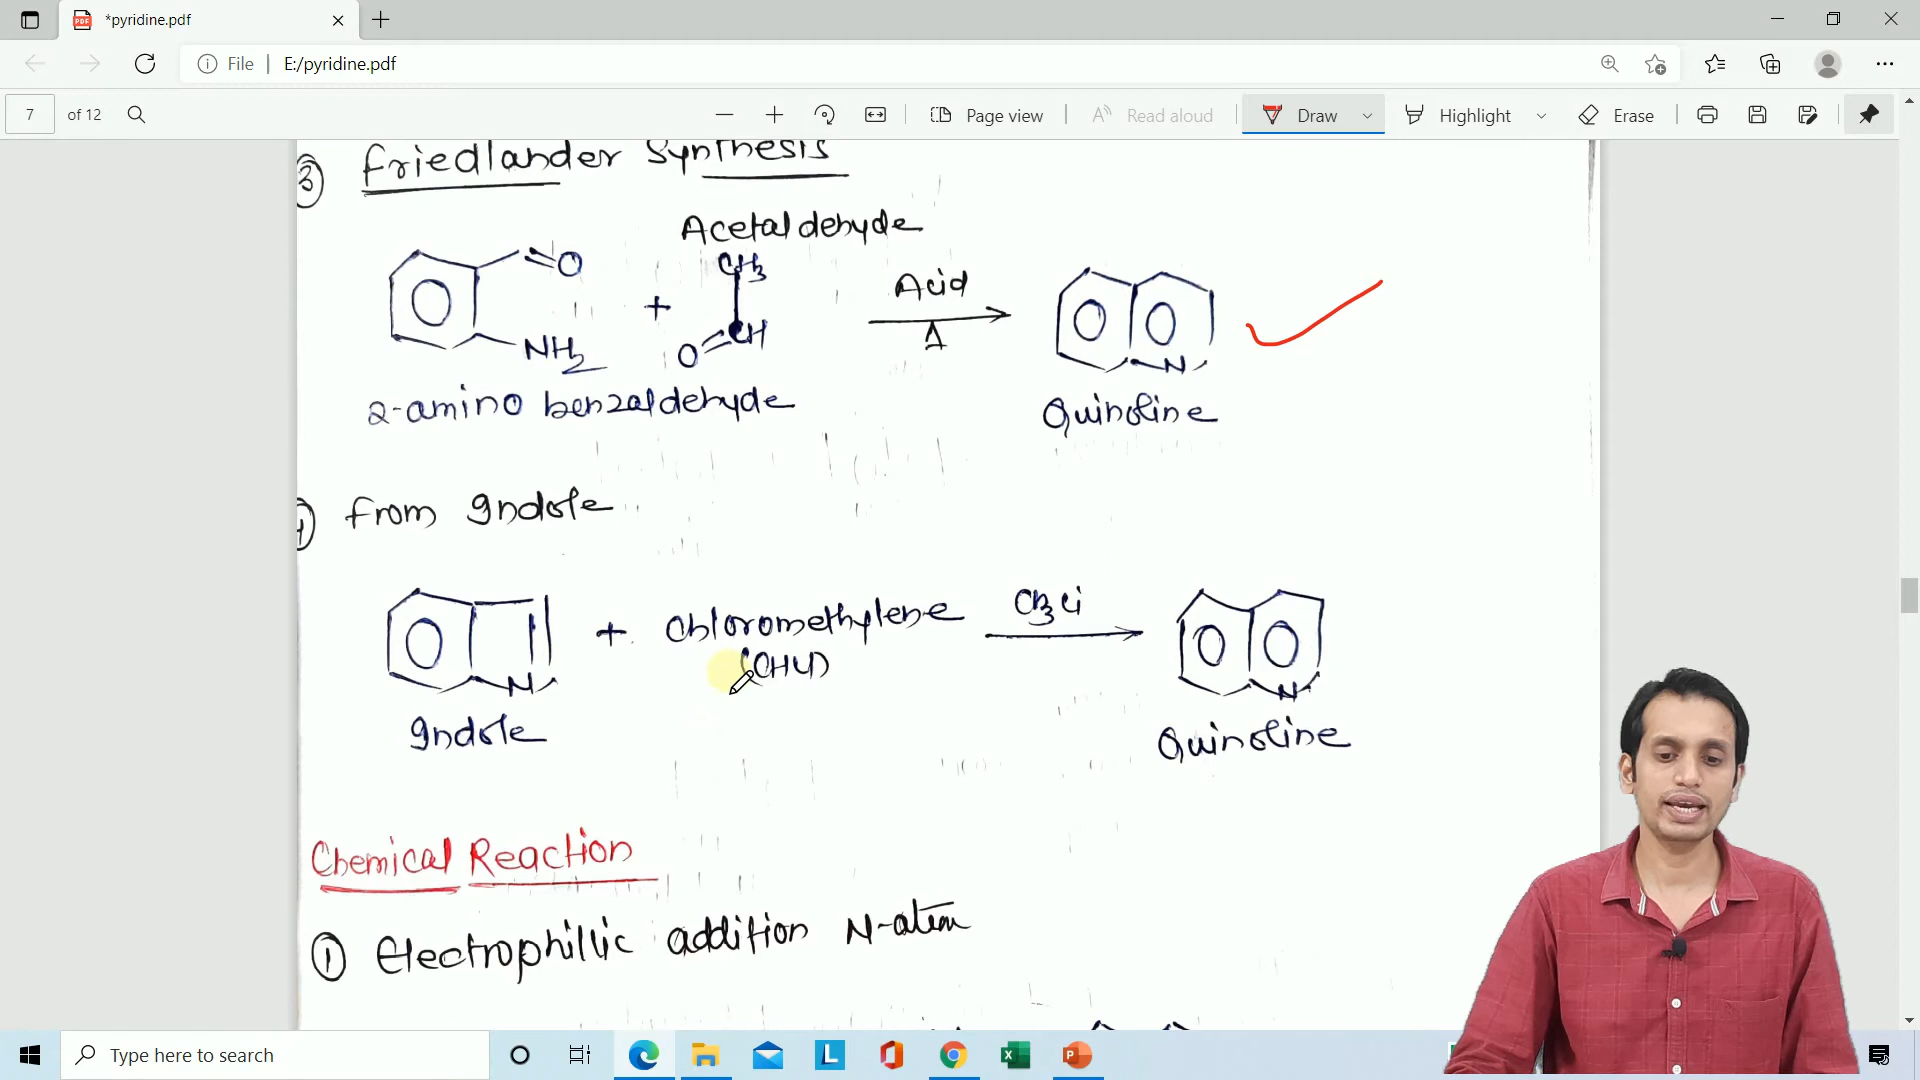 *pyridine.pdf
File
E:/pyridine.pdf
7 of 12
Page view
Read aloud
Draw
Highlight
Erase
③ Friedlander Synthesis
Acetaldehyde
CH3
O
NH2
+
O
CH
Acid
Δ
N
2-amino benzaldehyde
Quinoline
④ from Indole
N
+ Chloromethylene
(CHCl)
N
Indole
Quinoline
Chemical Reaction
① Electrophillic addition N-atom
Type here to search